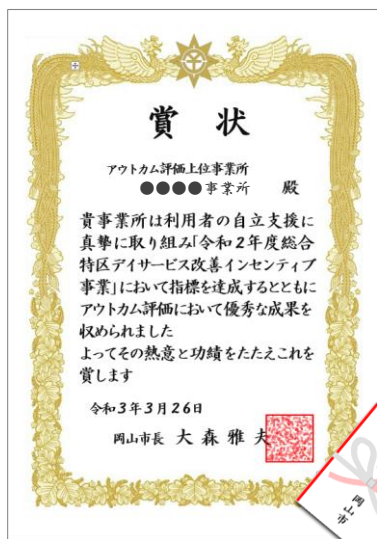 賞状
アウトカム評価上位事業所
●●●●事業所 殿
貴事業所は利用者の自立支援に
真摯に取り組み「令和2年度総合
特区デイサービス改善インセンティブ
事業」において指標を達成するとともに
アウトカム評価において優秀な成果を
収められました
よってその熱意と功績をたたえこれを
賞します
令和3年3月26日
岡山市長 大森雅夫
岡山市